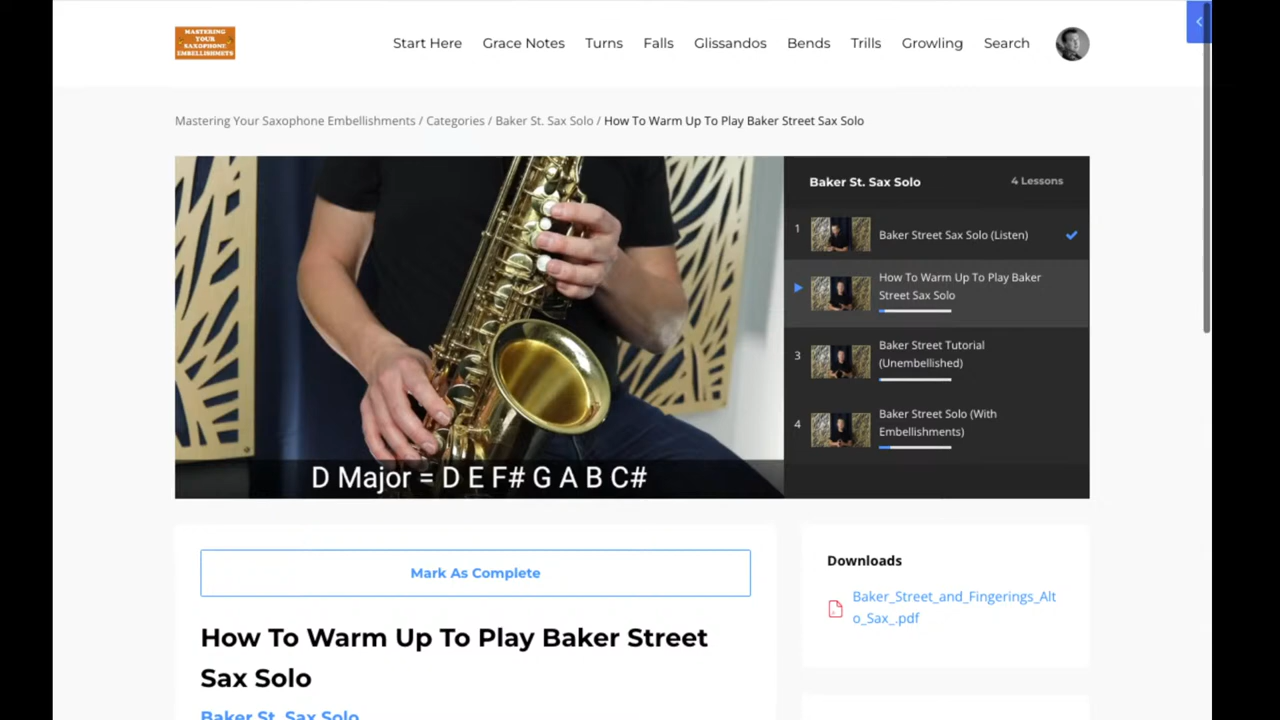 MASTERING
YOUR
SAXOPHONE
EMBELLISHMETS
Start Here Grace Notes Turns Falls Glissandos Bends Trills Growling Search
Mastering Your Saxophone Embellishments / Categories / Baker St. Sax Solo / How To Warm Up To Play Baker Street Sax Solo
D Major = D E F# G A B C#
Baker St. Sax Solo 4 Lessons
1 Baker Street Sax Solo (Listen)
How To Warm Up To Play Baker
Street Sax Solo
3 Baker Street Tutorial
(Unembellished)
4 Baker Street Solo (With
Embellishments)
Mark As Complete
How To Warm Up To Play Baker Street
Sax Solo
Baker St. Sax Solo
Downloads
Baker_Street_and_Fingerings_Alt
o_Sax_.pdf